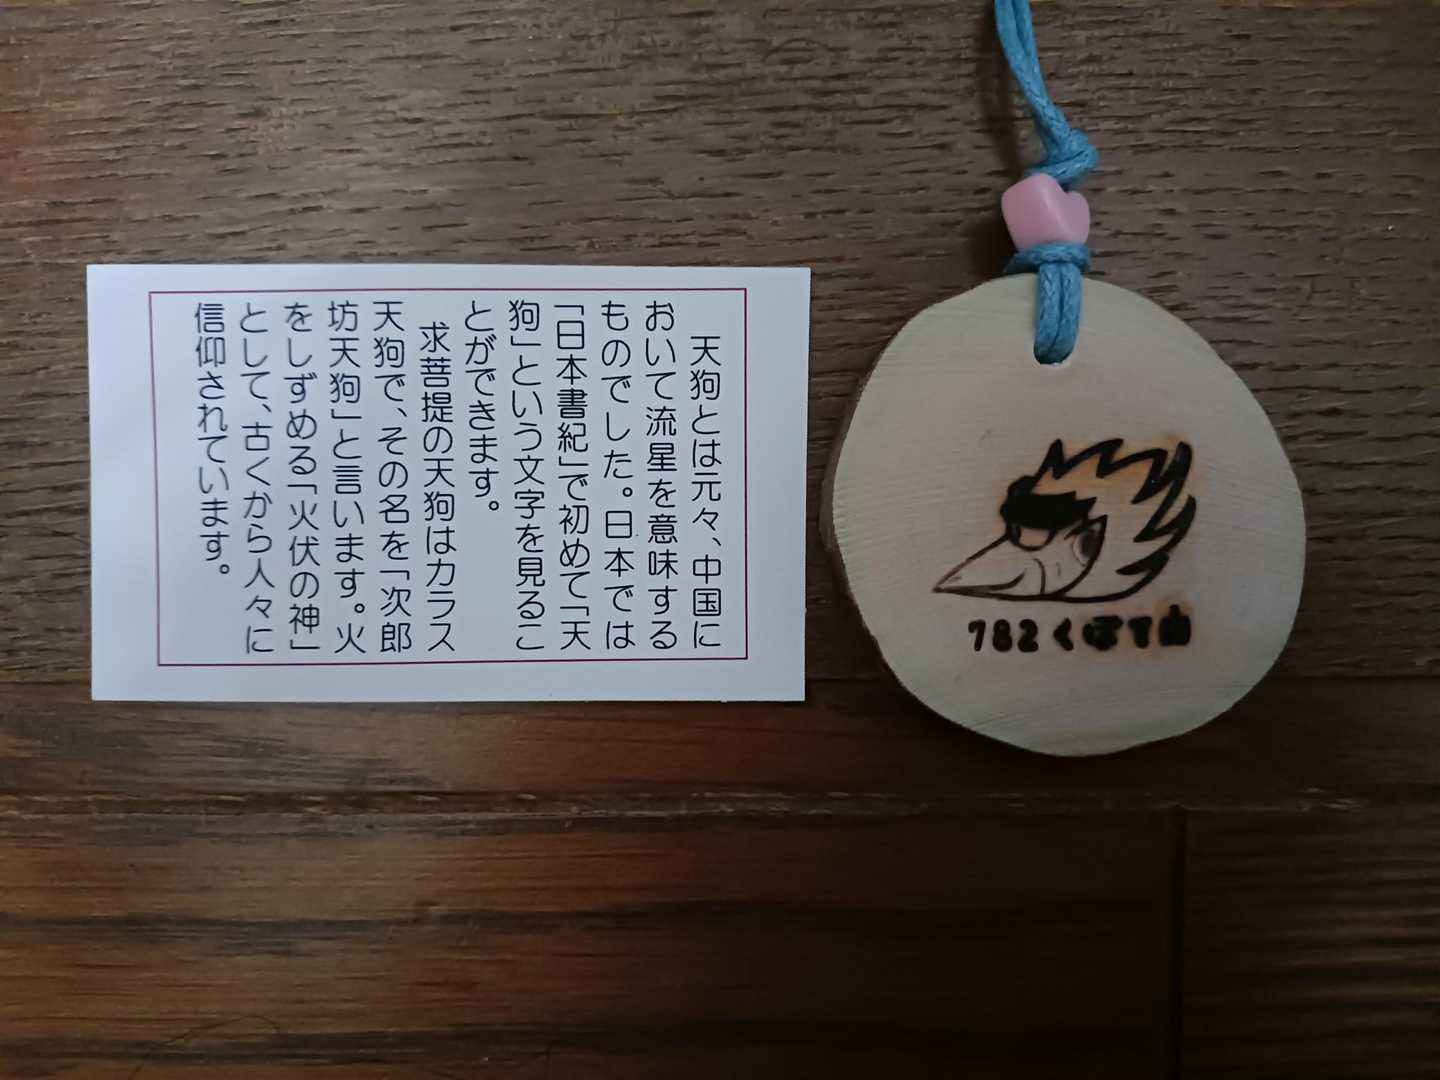 天狗とは元々、中国に
おいて流星を意味する
ものでした。日本では
「日本書紀」で初めて「天
狗」という文字を見るこ
とができます。
求菩提の天狗はカラス
天狗で、その名を「次郎
坊天狗」と言います。火
をしずめる「火伏の神」
として、古くから人々に
信仰されています。
782くぼて山